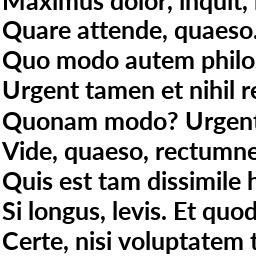 Maximus dolor, inquit,
Quare attende, quaeso.
Quo modo autem philo
Urgent tamen et nihil re
Quonam modo? Urgent
Vide, quaeso, rectumne
Quis est tam dissimile h
Si longus, levis. Et quod
Certe, nisi voluptatem t